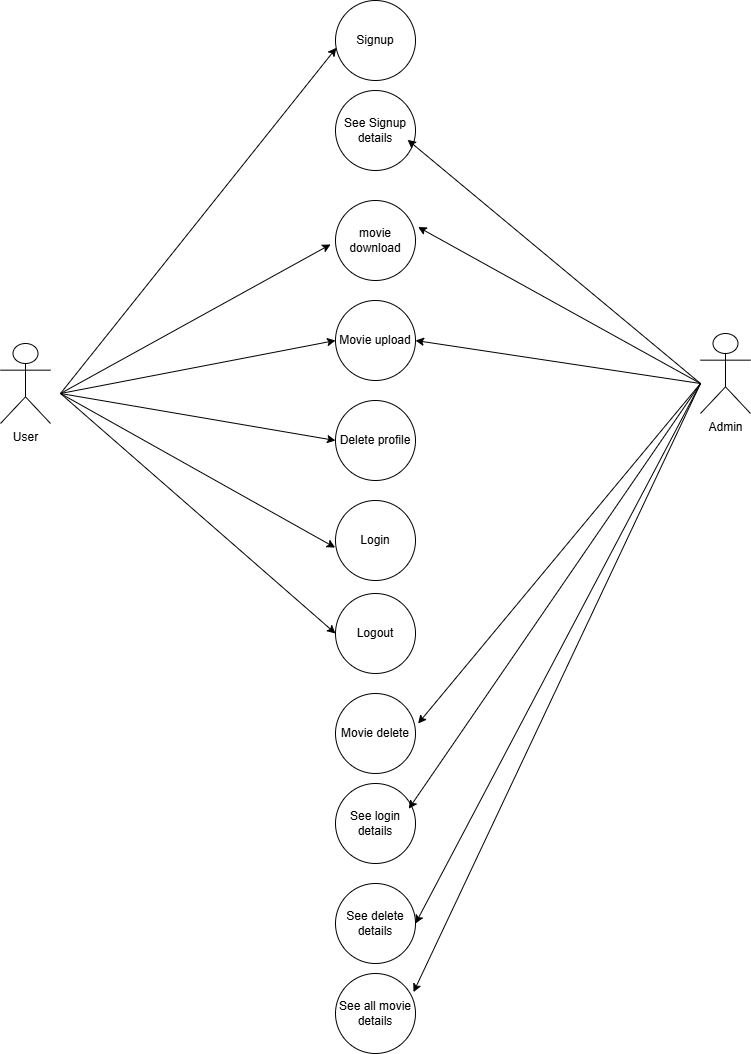 Signup
See Signup
details
movie
download
Movie upload
User
Admin
Delete profile
Login
Logout
Movie delete
See login
details
See delete
details
See all movie
details